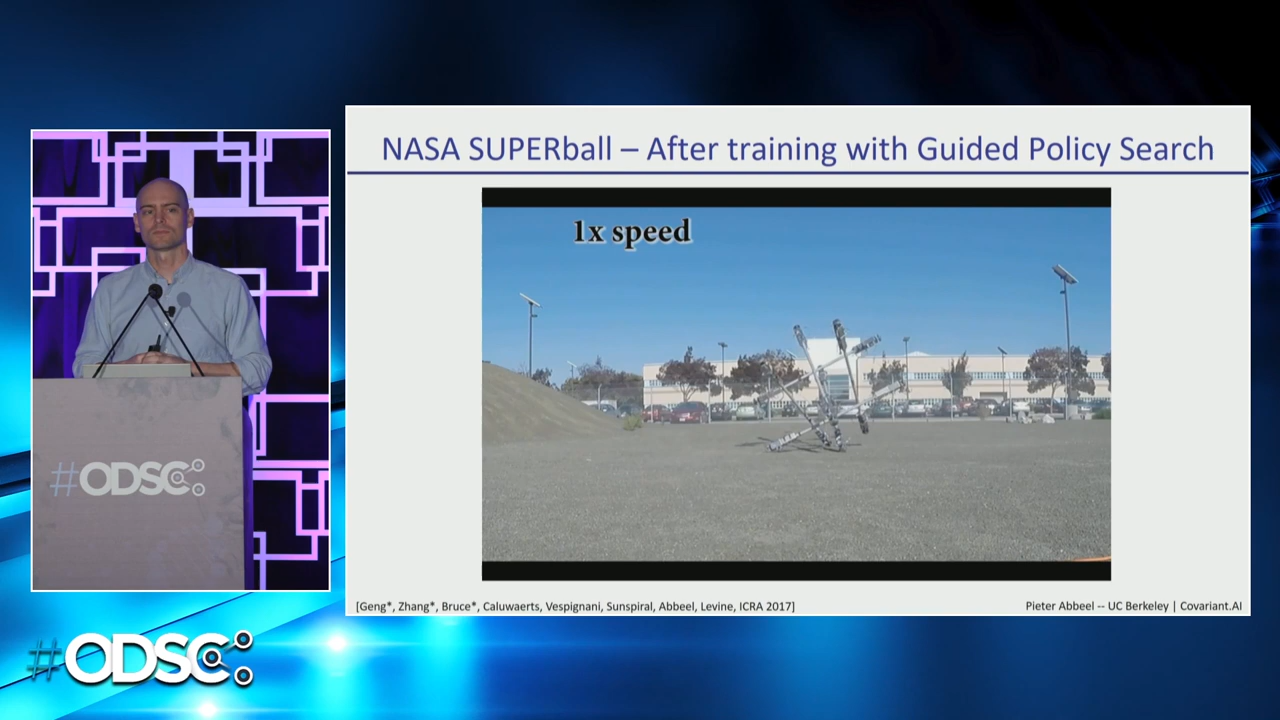 NASA SUPERball – After training with Guided Policy Search
1x speed
#ODSC
[Geng*, Zhang*, Bruce*, Caluwaerts, Vespignani, Sunspiral, Abbeel, Levine, ICRA 2017]
Pieter Abbeel -- UC Berkeley | Covariant.AI
#ODSC